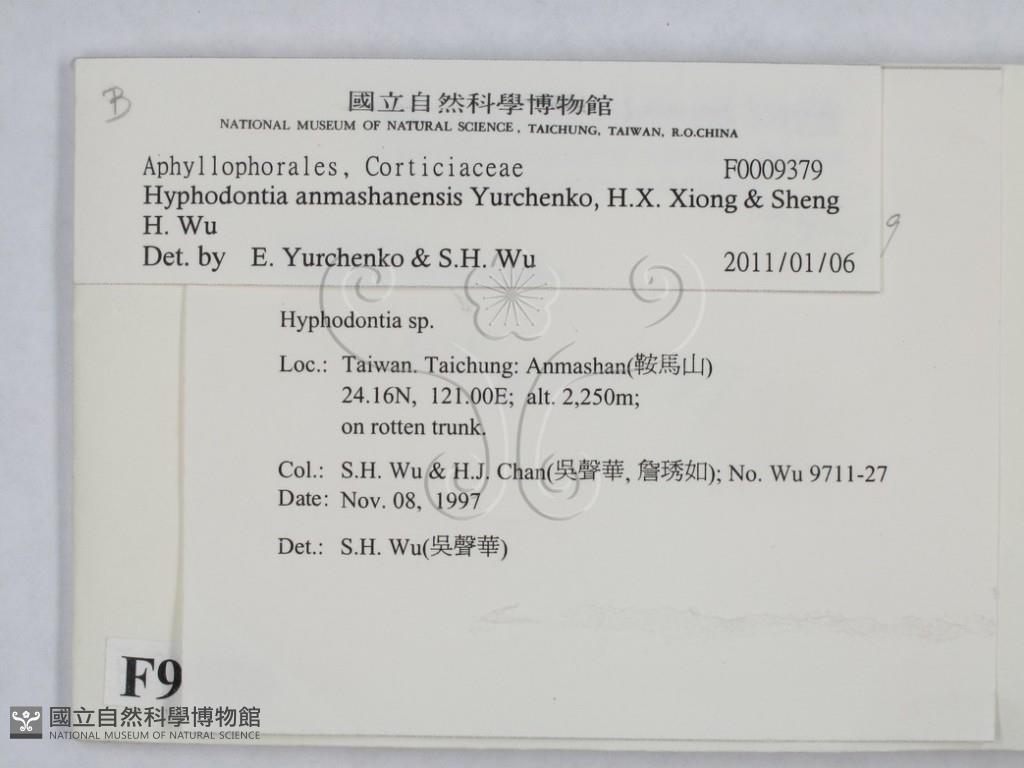 B
國立自然科學博物館
NATIONAL MUSEUM OF NATURAL SCIENCE, TAICHUNG, TAIWAN, R.O.CHINA
Aphyllophorales, Corticiaceae F0009379
Hyphodontia anmashanensis Yurchenko, H.X. Xiong & Sheng
H. Wu
Det. by E. Yurchenko & S.H. Wu 2011/01/06
9
Hyphodontia sp.
Loc.: Taiwan. Taichung: Anmashan(鞍馬山)
24.16N, 121.00E; alt. 2,250m;
on rotten trunk.
Col.: S.H. Wu & H.J. Chan(吳聲華, 詹琇如); No. Wu 9711-27
Date: Nov. 08, 1997
Det.: S.H. Wu(吳聲華)
F9
國立自然科學博物館
NATIONAL MUSEUM OF NATURAL SCIENCE